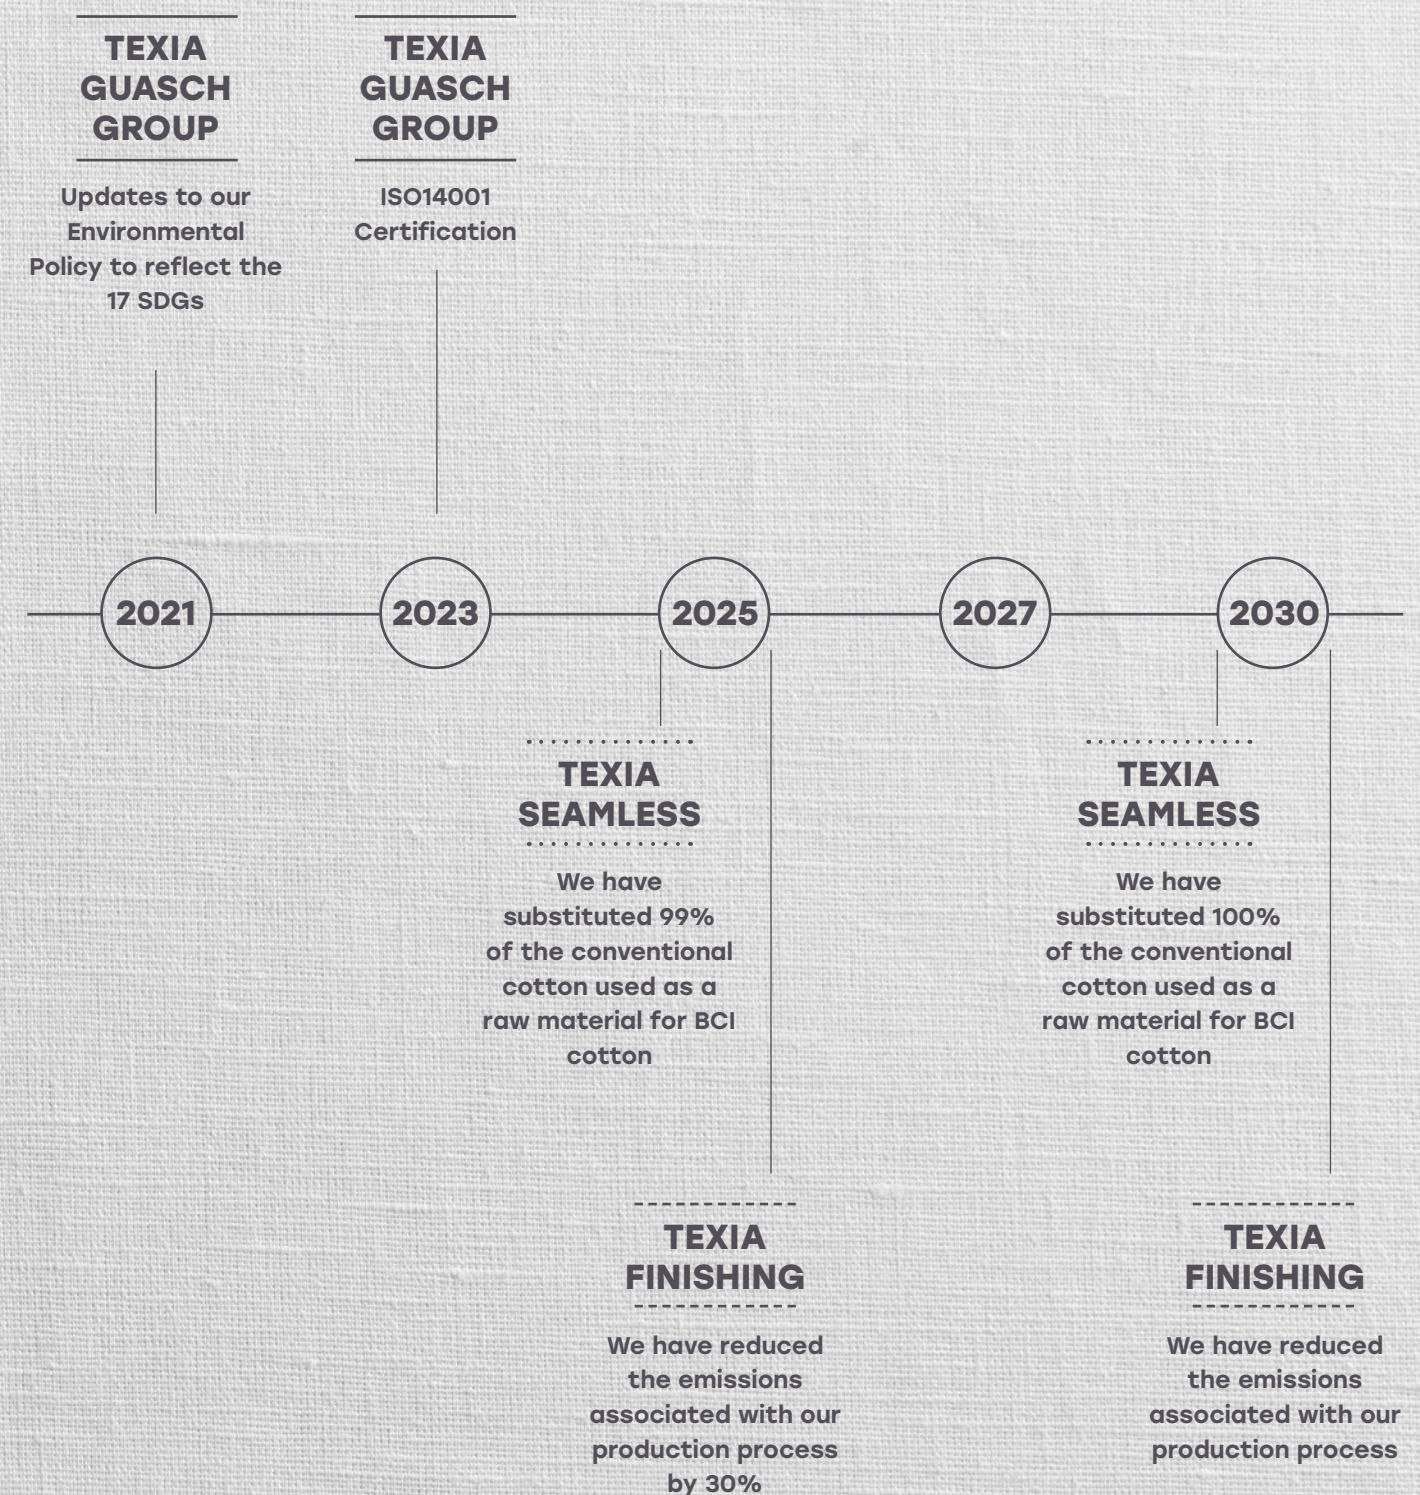 TEXIA
GUASCH
GROUP
Updates to our
Environmental
Policy to reflect the
17 SDGs
TEXIA
GUASCH
GROUP
ISO14001
Certification
2021
2023
2025
2027
2030
TEXIA
SEAMLESS
We have
substituted 99%
of the conventional
cotton used as a
raw material for BCI
cotton
TEXIA
SEAMLESS
We have
substituted 100%
of the conventional
cotton used as a
raw material for BCI
cotton
TEXIA
FINISHING
We have reduced
the emissions
associated with our
production process
by 30%
TEXIA
FINISHING
We have reduced
the emissions
associated with our
production process